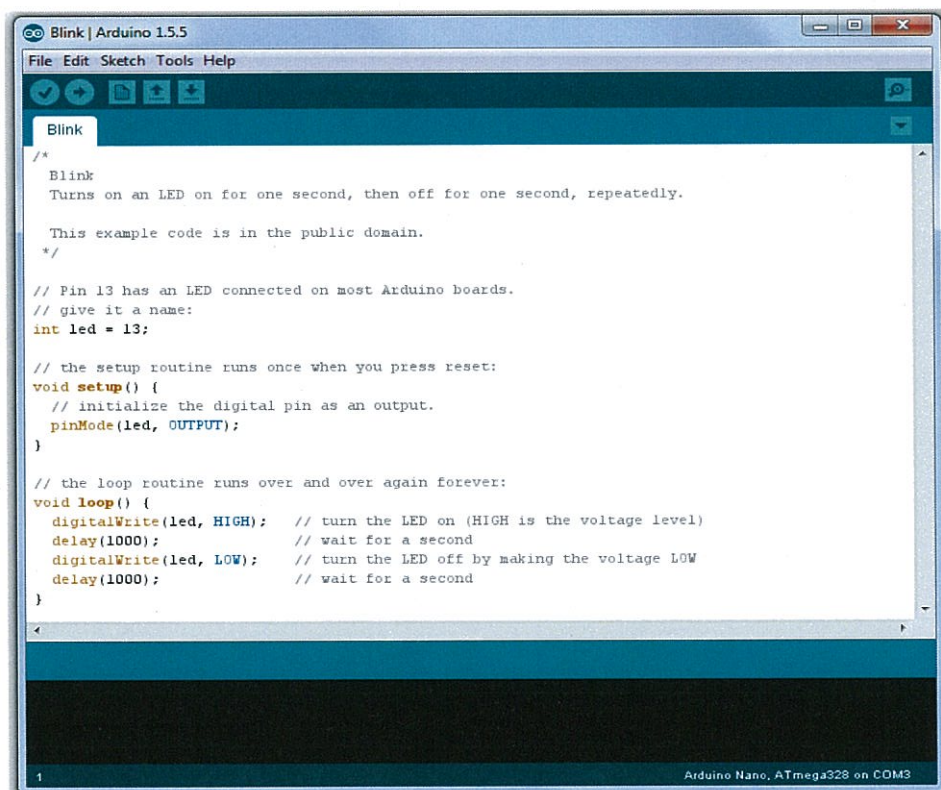 Blink | Arduino 1.5.5
File Edit Sketch Tools Help
Blink
/*
  Blink
  Turns on an LED on for one second, then off for one second, repeatedly.

  This example code is in the public domain.
 */

// Pin 13 has an LED connected on most Arduino boards.
// give it a name:
int led = 13;

// the setup routine runs once when you press reset:
void setup() {
  // initialize the digital pin as an output.
  pinMode(led, OUTPUT);
}

// the loop routine runs over and over again forever:
void loop() {
  digitalWrite(led, HIGH);   // turn the LED on (HIGH is the voltage level)
  delay(1000);               // wait for a second
  digitalWrite(led, LOW);    // turn the LED off by making the voltage LOW
  delay(1000);               // wait for a second
}
1 Arduino Nano, ATmega328 on COM3